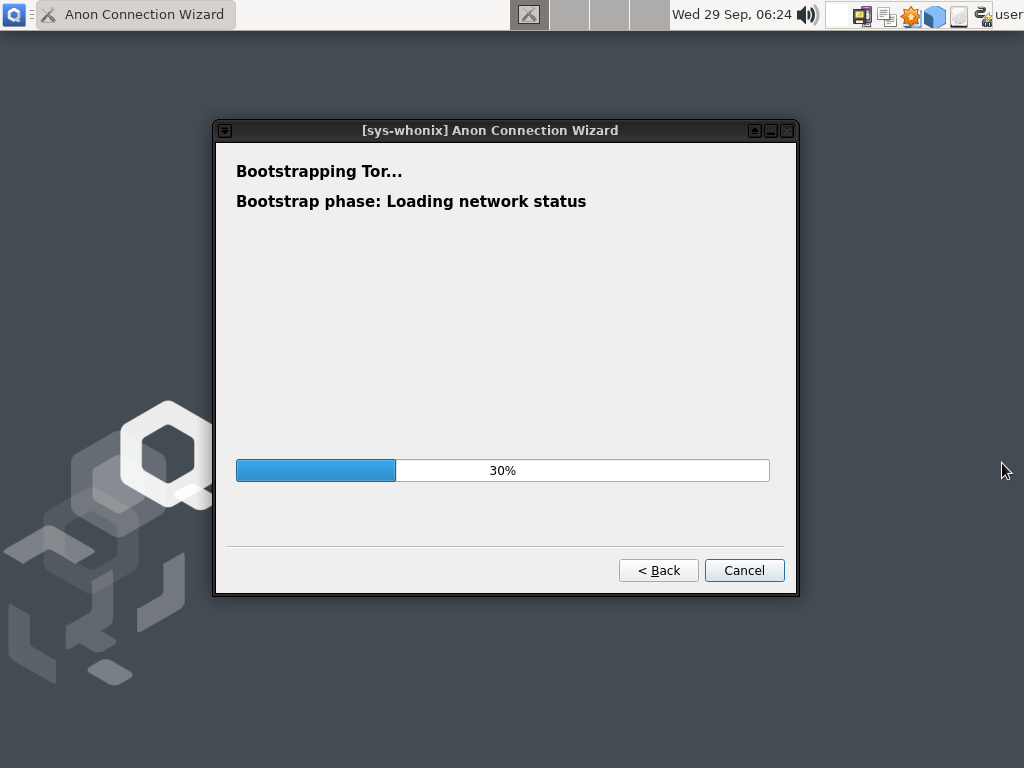 Anon Connection Wizard
Wed 29 Sep, 06:24
user
[sys-whonix] Anon Connection Wizard
Bootstrapping Tor...
Bootstrap phase: Loading network status
30%
< Back
Cancel